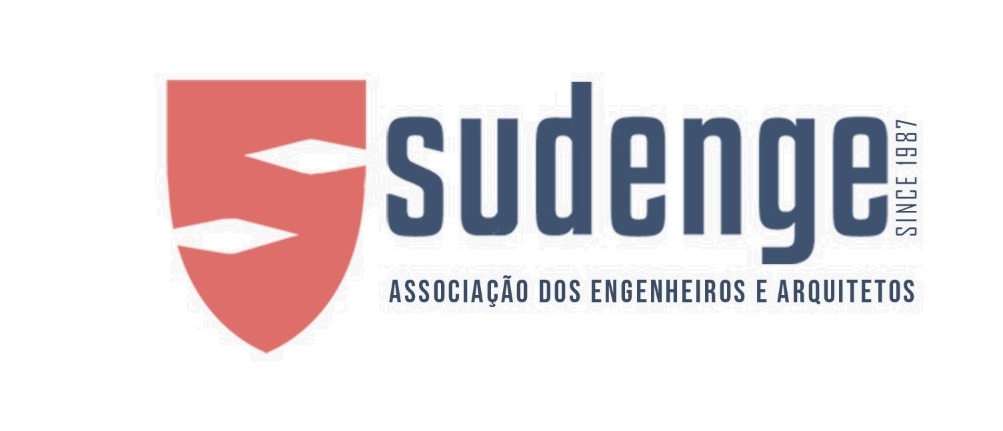 sudenge
SINCE 1987
ASSOCIAÇÃO DOS ENGENHEIROS E ARQUITETOS